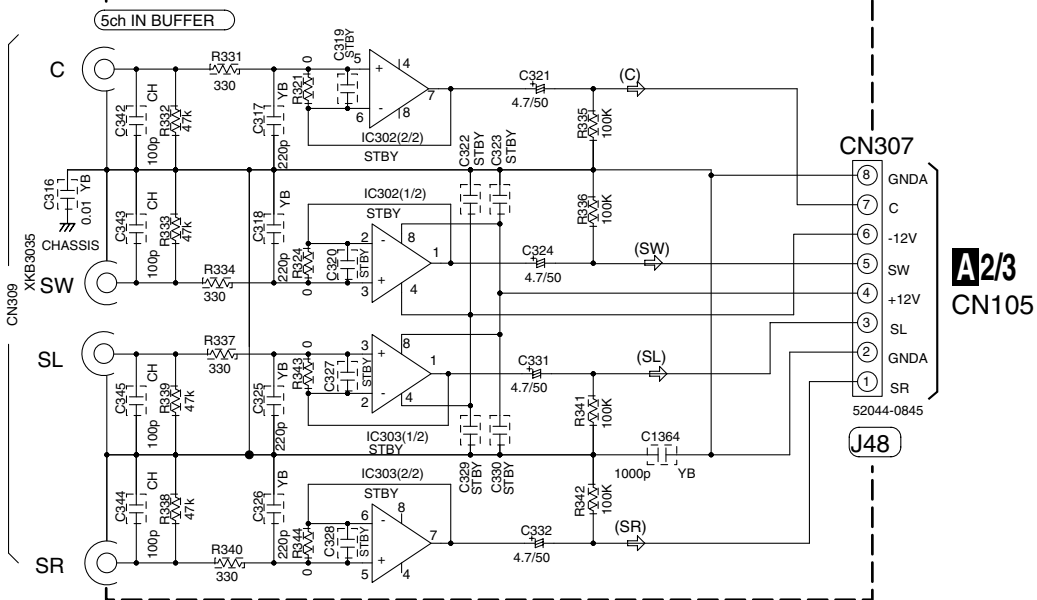 5ch IN BUFFER
C
R331
330
C342
CH
100p
R332
47k
C317
YB
220p
R321
0
C319
STBY
5
6
+
-
4
8
7
IC302(2/2)
STBY
C321
+
4.7/50
(C)
R335
100K
C322
STBY
C323
STBY
C316
YB
0.01
CHASSIS
C343
CH
100p
R333
47k
C318
YB
220p
IC302(1/2)
STBY
R324
0
C320
STBY
2
3
-
+
8
4
1
R336
100K
C324
+
4.7/50
(SW)
SW
R334
330
CN309
XKB3035
SL
R337
330
C345
CH
100p
R339
47k
C325
YB
220p
R343
0
C327
STBY
3
2
+
-
8
4
1
IC303(1/2)
STBY
C331
+
4.7/50
(SL)
R341
100K
C1364
1000p
YB
C329
STBY
C330
STBY
C344
CH
100p
R338
47k
C326
YB
220p
IC303(2/2)
STBY
R344
0
C328
STBY
6
5
-
+
8
4
7
R342
100K
C332
+
4.7/50
(SR)
SR
R340
330
CN307
8 GNDA
7 C
6 -12V
5 SW
4 +12V
3 SL
2 GNDA
1 SR
52044-0845
J48
A 2/3
CN105